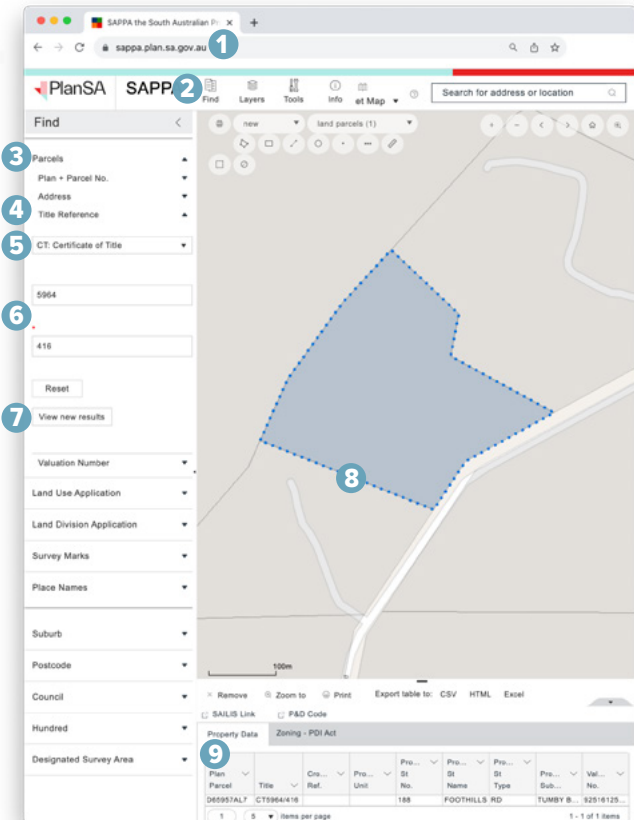 SAPPA the South Australian Pr
sappa.plan.sa.gov.au
1
PlanSA
SAPPA
2
Find
Layers
Tools
Info
et Map
Search for address or location
Find
new
land parcels (1)
3
Parcels
Plan + Parcel No.
Address
4
Title Reference
5
CT: Certificate of Title
5964
6
416
Reset
7
View new results
8
Valuation Number
Land Use Application
Land Division Application
Survey Marks
Place Names
Suburb
Postcode
Council
Hundred
Designated Survey Area
100m
Remove Zoom to Print Export table to: CSV HTML Excel
SAILIS Link P&D Code
Property Data Zoning - PDI Act
9
Plan Parcel
Title
Cro... Ref.
Pro... Unit
Pro... St No.
Pro... St Name
Pro... St Type
Pro... Sub...
Val... No.
D65957AL7 CT5964/416 188 FOOTHILLS RD TUMBY B... 92516125...
1 5 items per page 1 - 1 of 1 items